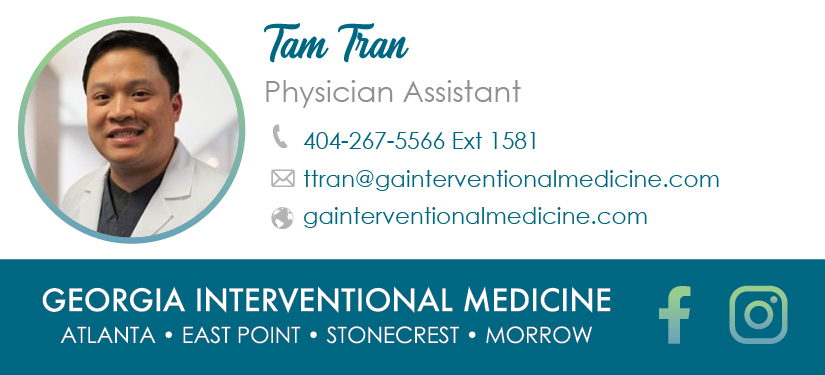 Tam Tran
Physician Assistant
404-267-5566 Ext 1581
ttran@gainterventionalmedicine.com
gainterventionalmedicine.com
GEORGIA INTERVENTIONAL MEDICINE
ATLANTA • EAST POINT • STONECREST • MORROW